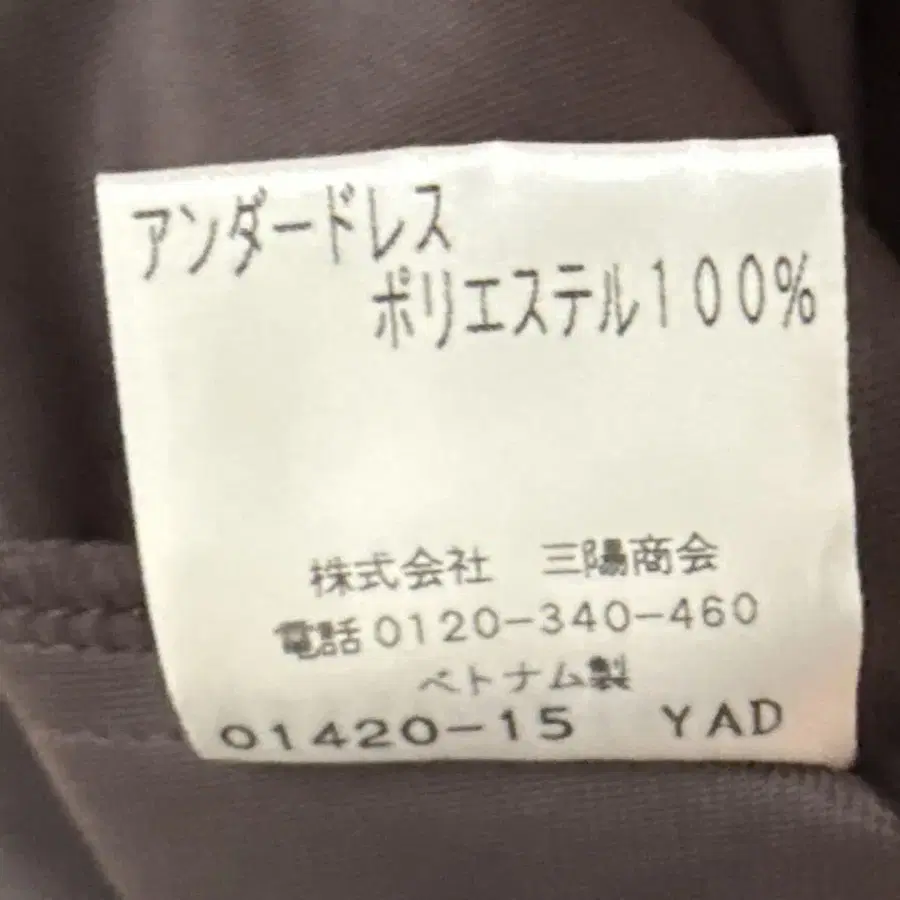 アンダードレス
ポリエステル100%
株式会社 三陽商会
電話0120-340-460
ベトナム製
01420-15 YAD